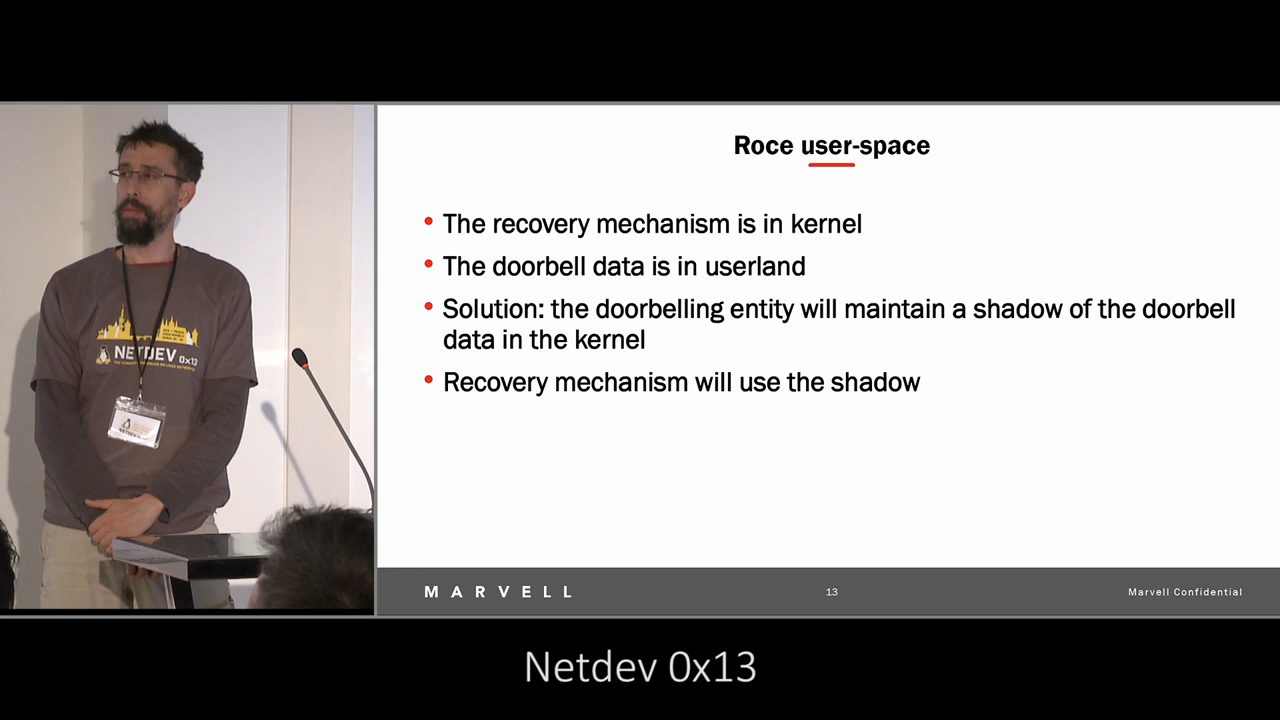 Roce user-space
The recovery mechanism is in kernel
The doorbell data is in userland
Solution: the doorbelling entity will maintain a shadow of the doorbell
data in the kernel
Recovery mechanism will use the shadow
MARVELL
13
Marvell Confidential
NETDEV 0x13
Netdev 0x13